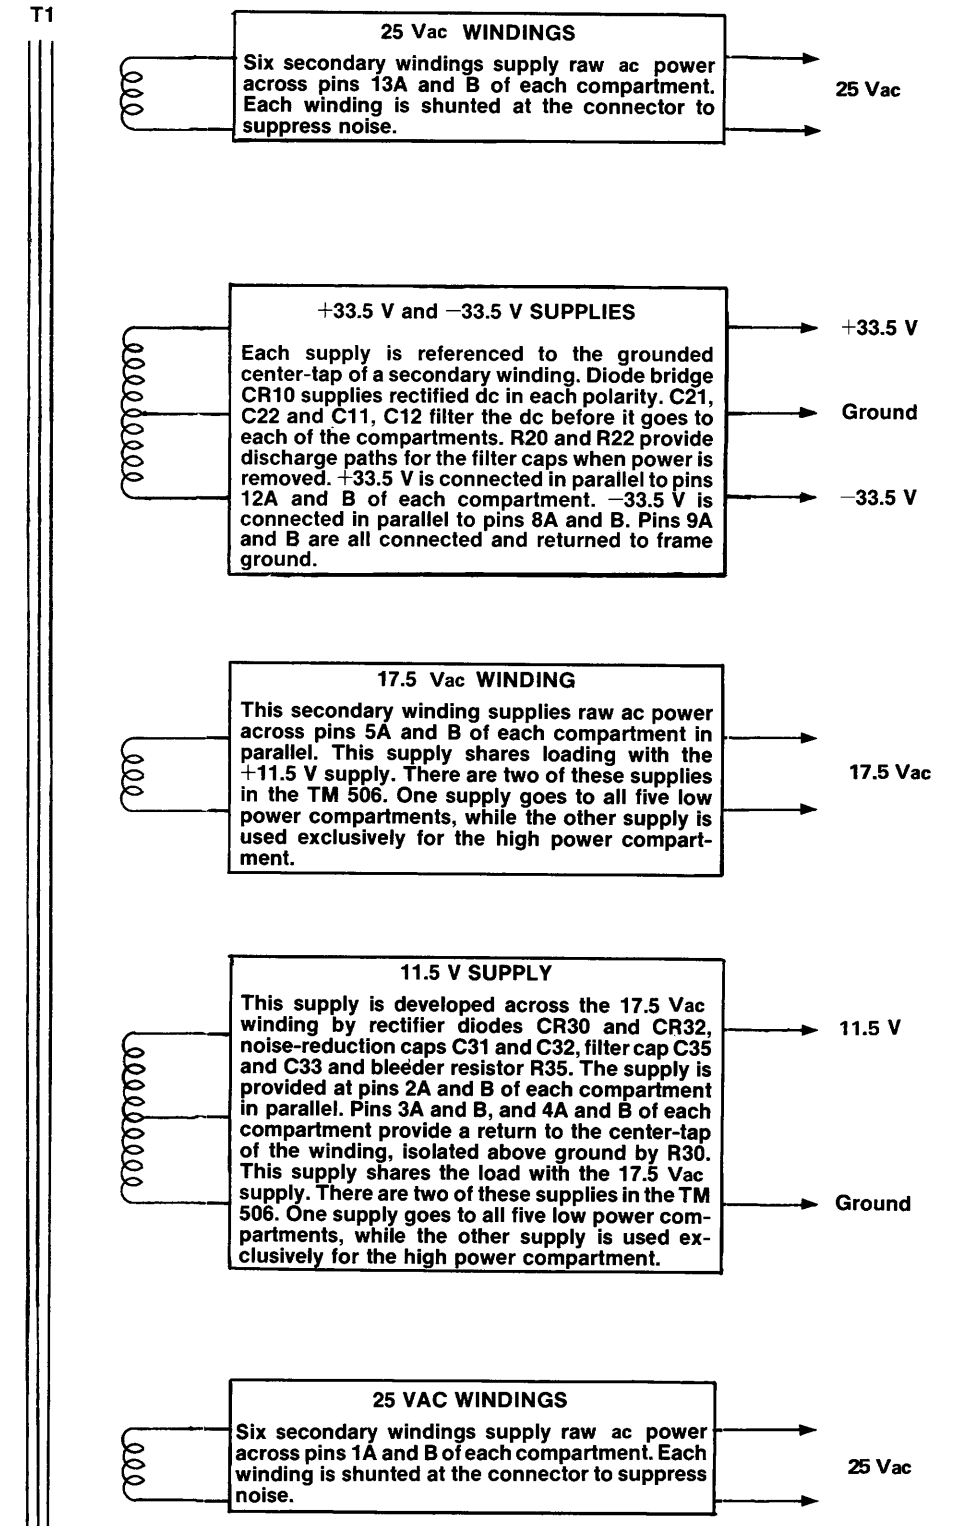 T1
25 Vac WINDINGS
Six secondary windings supply raw ac power
across pins 13A and B of each compartment.
Each winding is shunted at the connector to
suppress noise.
25 Vac
+33.5 V and −33.5 V SUPPLIES
Each supply is referenced to the grounded
center-tap of a secondary winding. Diode bridge
CR10 supplies rectified dc in each polarity. C21,
C22 and C11, C12 filter the dc before it goes to
each of the compartments. R20 and R22 provide
discharge paths for the filter caps when power is
removed. +33.5 V is connected in parallel to pins
12A and B of each compartment. −33.5 V is
connected in parallel to pins 8A and B. Pins 9A
and B are all connected and returned to frame
ground.
+33.5 V
Ground
−33.5 V
17.5 Vac WINDING
This secondary winding supplies raw ac power
across pins 5A and B of each compartment in
parallel. This supply shares loading with the
+11.5 V supply. There are two of these supplies
in the TM 506. One supply goes to all five low
power compartments, while the other supply is
used exclusively for the high power compart-
ment.
17.5 Vac
11.5 V SUPPLY
This supply is developed across the 17.5 Vac
winding by rectifier diodes CR30 and CR32,
noise-reduction caps C31 and C32, filter cap C35
and C33 and bleeder resistor R35. The supply is
provided at pins 2A and B of each compartment
in parallel. Pins 3A and B, and 4A and B of each
compartment provide a return to the center-tap
of the winding, isolated above ground by R30.
This supply shares the load with the 17.5 Vac
supply. There are two of these supplies in the TM
506. One supply goes to all five low power com-
partments, while the other supply is used ex-
clusively for the high power compartment.
11.5 V
Ground
25 VAC WINDINGS
Six secondary windings supply raw ac power
across pins 1A and B of each compartment. Each
winding is shunted at the connector to suppress
noise.
25 Vac